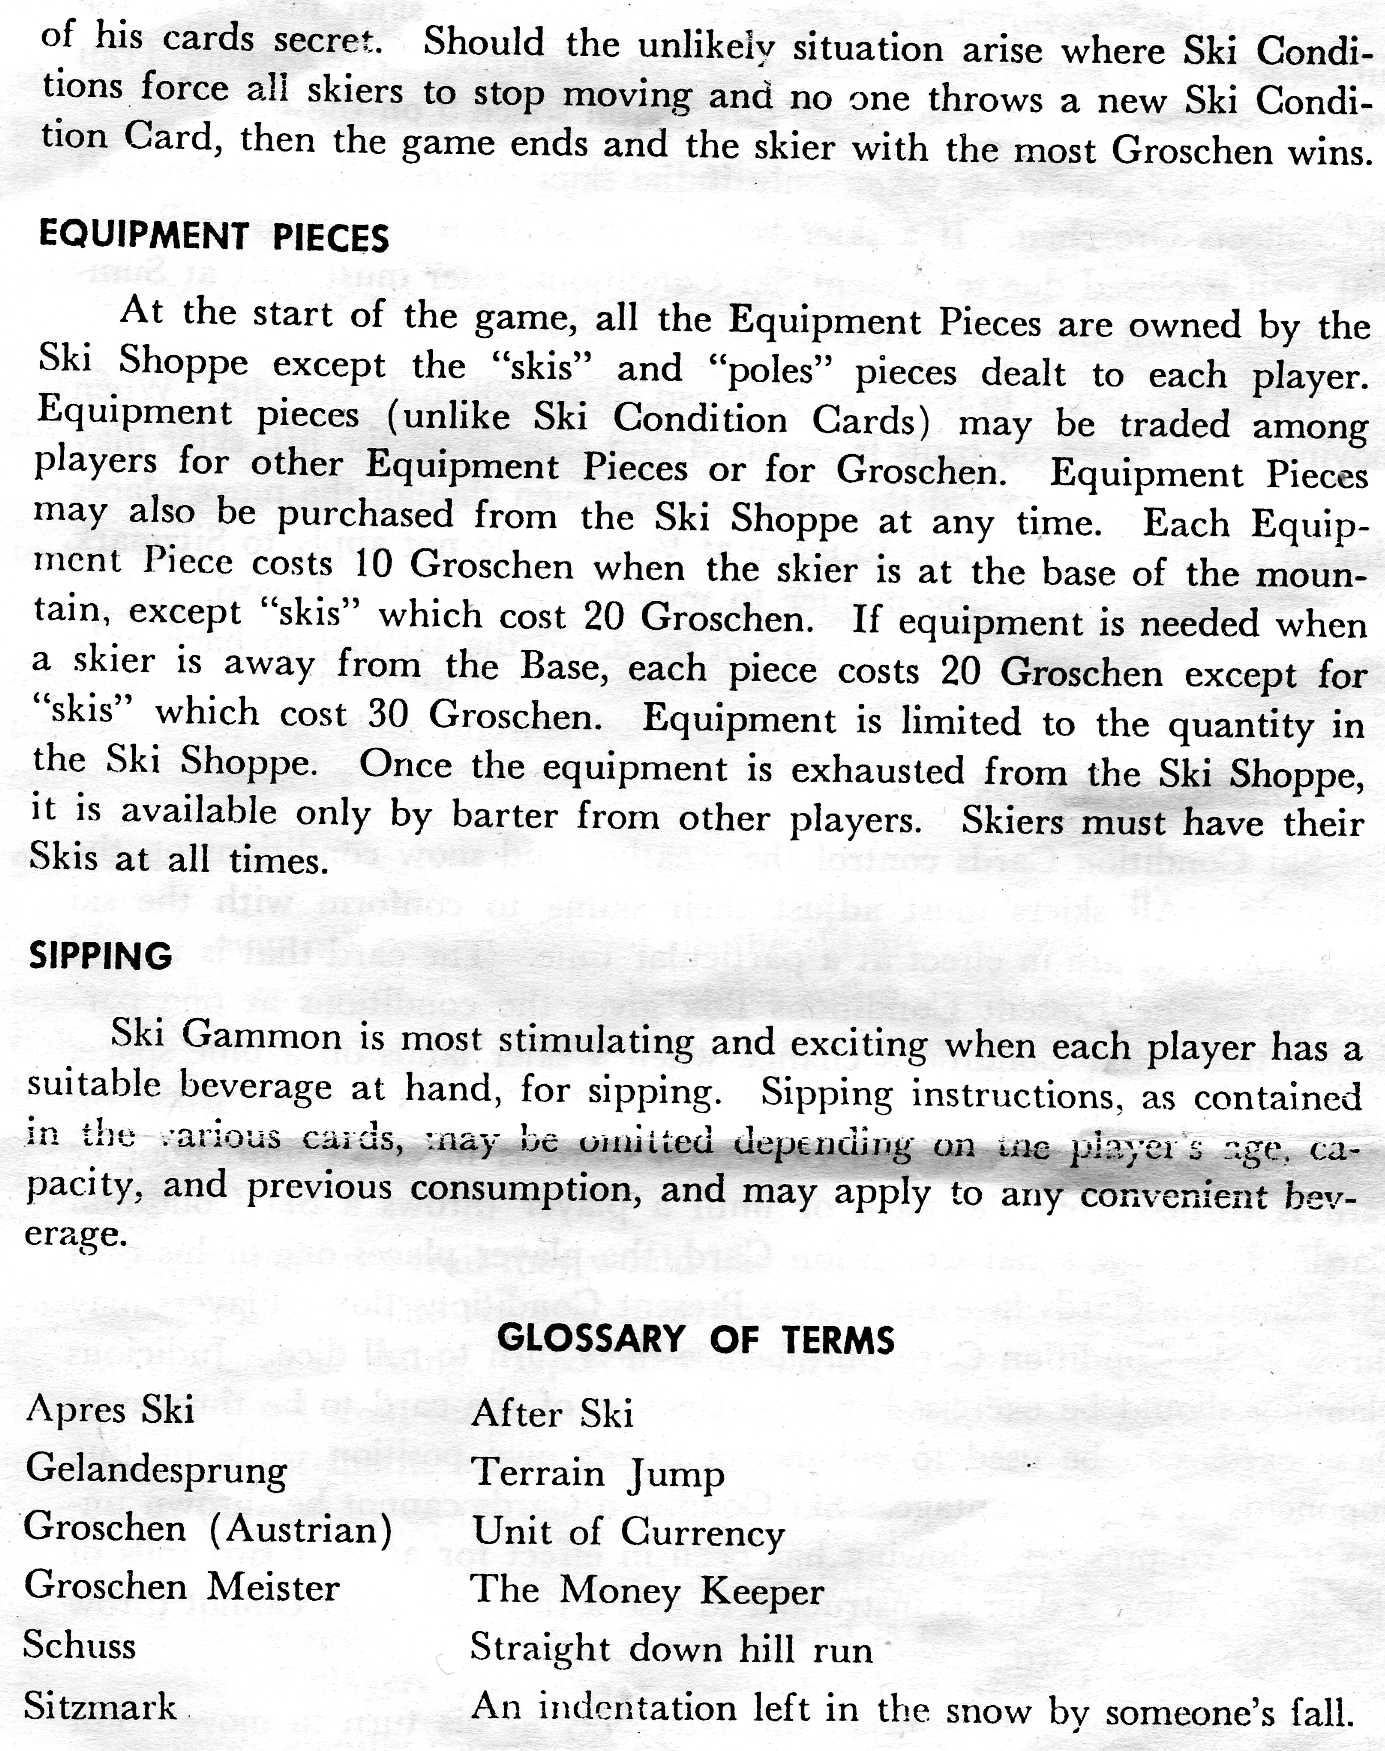 of his cards secret. Should the unlikely situation arise where Ski Condi-
tions force all skiers to stop moving and no one throws a new Ski Condi-
tion Card, then the game ends and the skier with the most Groschen wins.
EQUIPMENT PIECES
At the start of the game, all the Equipment Pieces are owned by the
Ski Shoppe except the “skis” and “poles” pieces dealt to each player.
Equipment pieces (unlike Ski Condition Cards) may be traded among
players for other Equipment Pieces or for Groschen. Equipment Pieces
may also be purchased from the Ski Shoppe at any time. Each Equip-
ment Piece costs 10 Groschen when the skier is at the base of the moun-
tain, except “skis” which cost 20 Groschen. If equipment is needed when
a skier is away from the Base, each piece costs 20 Groschen except for
“skis” which cost 30 Groschen. Equipment is limited to the quantity in
the Ski Shoppe. Once the equipment is exhausted from the Ski Shoppe,
it is available only by barter from other players. Skiers must have their
Skis at all times.
SIPPING
Ski Gammon is most stimulating and exciting when each player has a
suitable beverage at hand, for sipping. Sipping instructions, as contained
in the various cards, may be omitted depending on the player's age, ca-
pacity, and previous consumption, and may apply to any convenient bev-
erage.
GLOSSARY OF TERMS
Apres Ski After Ski
Gelandesprung Terrain Jump
Groschen (Austrian) Unit of Currency
Groschen Meister The Money Keeper
Schuss Straight down hill run
Sitzmark An indentation left in the snow by someone's fall.